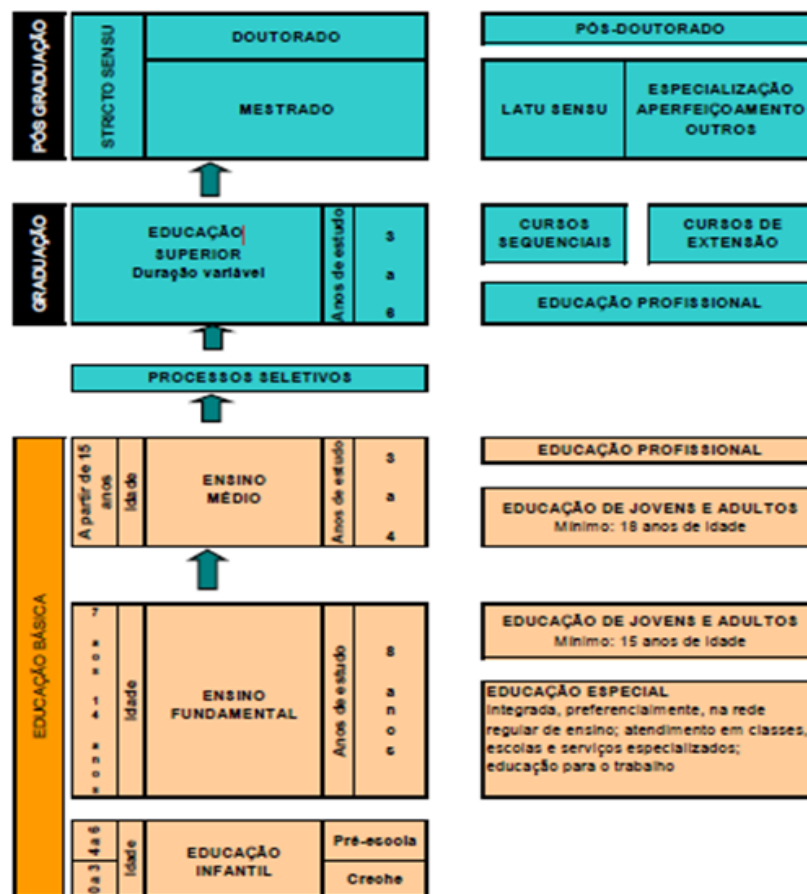 PÓS GRADUAÇÃO
STRICTO SENSU
DOUTORADO
MESTRADO
PÓS-DOUTORADO
LATU SENSU
ESPECIALIZAÇÃO
APERFEIÇOAMENTO
OUTROS
GRADUAÇÃO
EDUCAÇÃO
SUPERIOR
Duração variável
Anos de estudo
3
a
6
CURSOS
SEQUENCIAIS
CURSOS DE
EXTENSÃO
EDUCAÇÃO PROFISSIONAL
PROCESSOS SELETIVOS
EDUCAÇÃO BÁSICA
A partir de 15
anos
Idade
ENSINO
MÉDIO
Anos de estudo
3
a
4
EDUCAÇÃO PROFISSIONAL
EDUCAÇÃO DE JOVENS E ADULTOS
Mínimo: 18 anos de idade
7 aos 14 anos
Idade
ENSINO
FUNDAMENTAL
Anos de estudo
8 anos
EDUCAÇÃO DE JOVENS E ADULTOS
Mínimo: 15 anos de idade
EDUCAÇÃO ESPECIAL
Integrada, preferencialmente, na rede
regular de ensino; atendimento em classes,
escolas e serviços especializados;
educação para o trabalho
4 a 6
0 a 3
Idade
EDUCAÇÃO
INFANTIL
Pré-escola
Creche